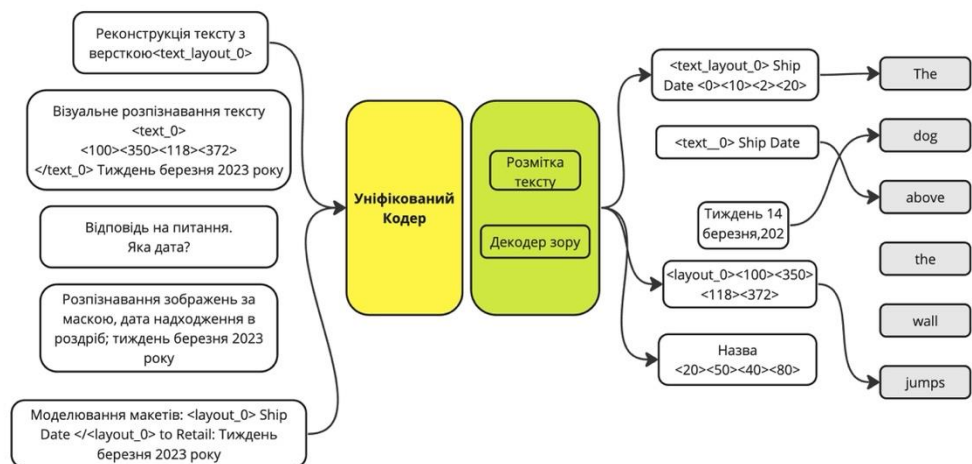 Реконструкція тексту з
версткою<text_layout_0>
Візуальне розпізнавання тексту
<text_0>
<100><350><118><372>
</text_0> Тиждень березня 2023 року
Відповідь на питання.
Яка дата?
Розпізнавання зображень за
маскою, дата надходження в
роздріб; тиждень березня 2023
року
Моделювання макетів: <layout_0> Ship
Date </<layout_0> to Retail: Тиждень
березня 2023 року
Уніфікований
Кодер
Розмітка
тексту
Декодер зору
<text_layout_0> Ship
Date <0><10><2><20>
<text__0> Ship Date
Тиждень 14
березня,202
<layout_0><100><350>
<118><372>
Назва
<20><50><40><80>
The
dog
above
the
wall
jumps